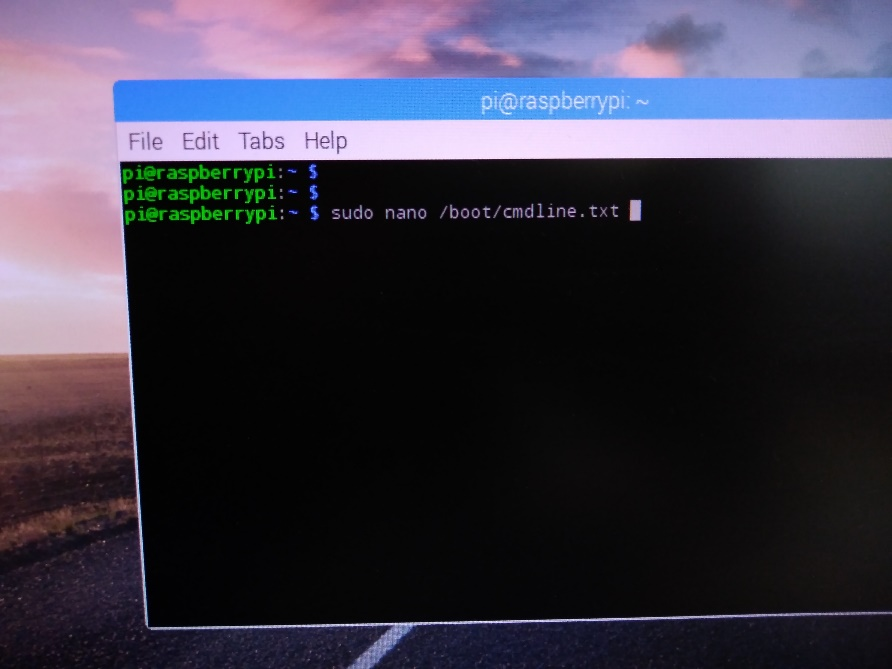 pi@raspberrypi: ~
File Edit Tabs Help
pi@raspberrypi:~ $
pi@raspberrypi:~ $
pi@raspberrypi:~ $ sudo nano /boot/cmdline.txt